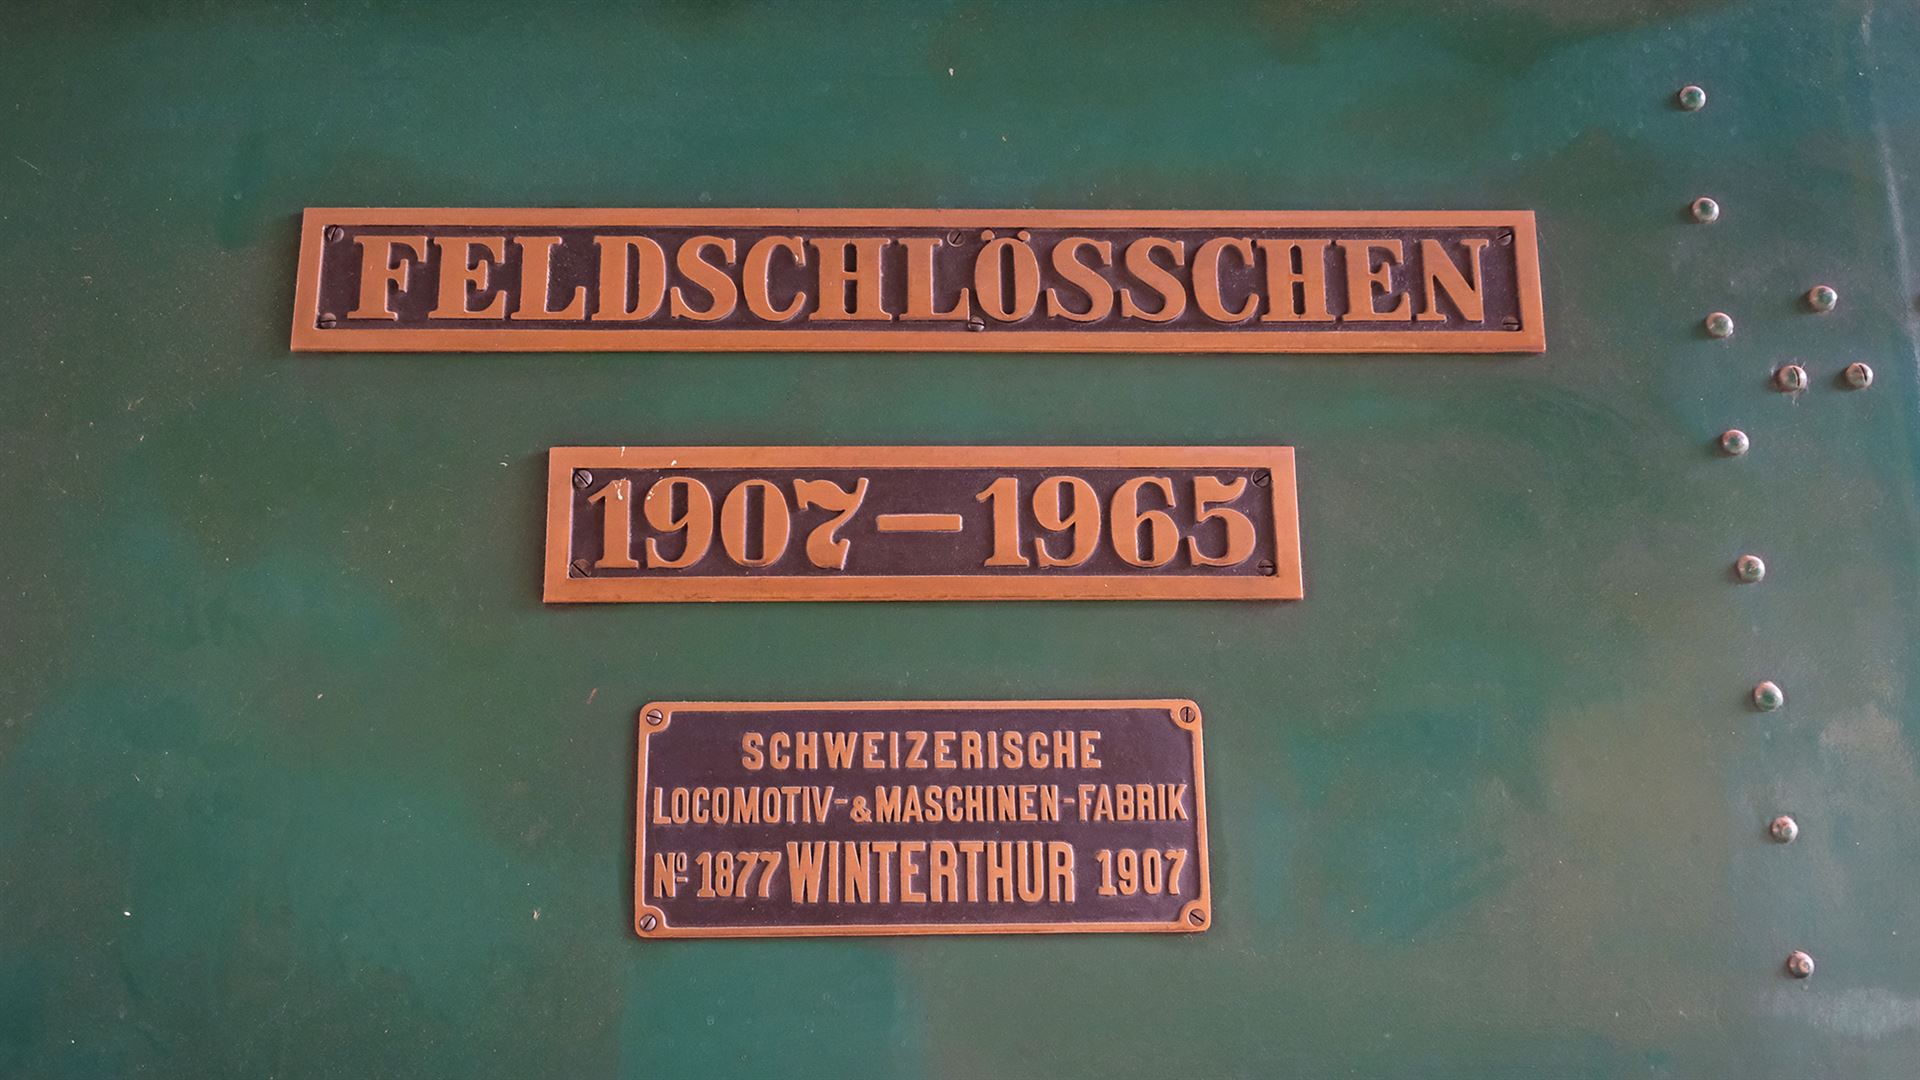 FELDSCHLÖSSCHEN
1907–1965
SCHWEIZERISCHE
LOCOMOTIV-&MASCHINEN-FABRIK
Nº 1877 WINTERTHUR 1907